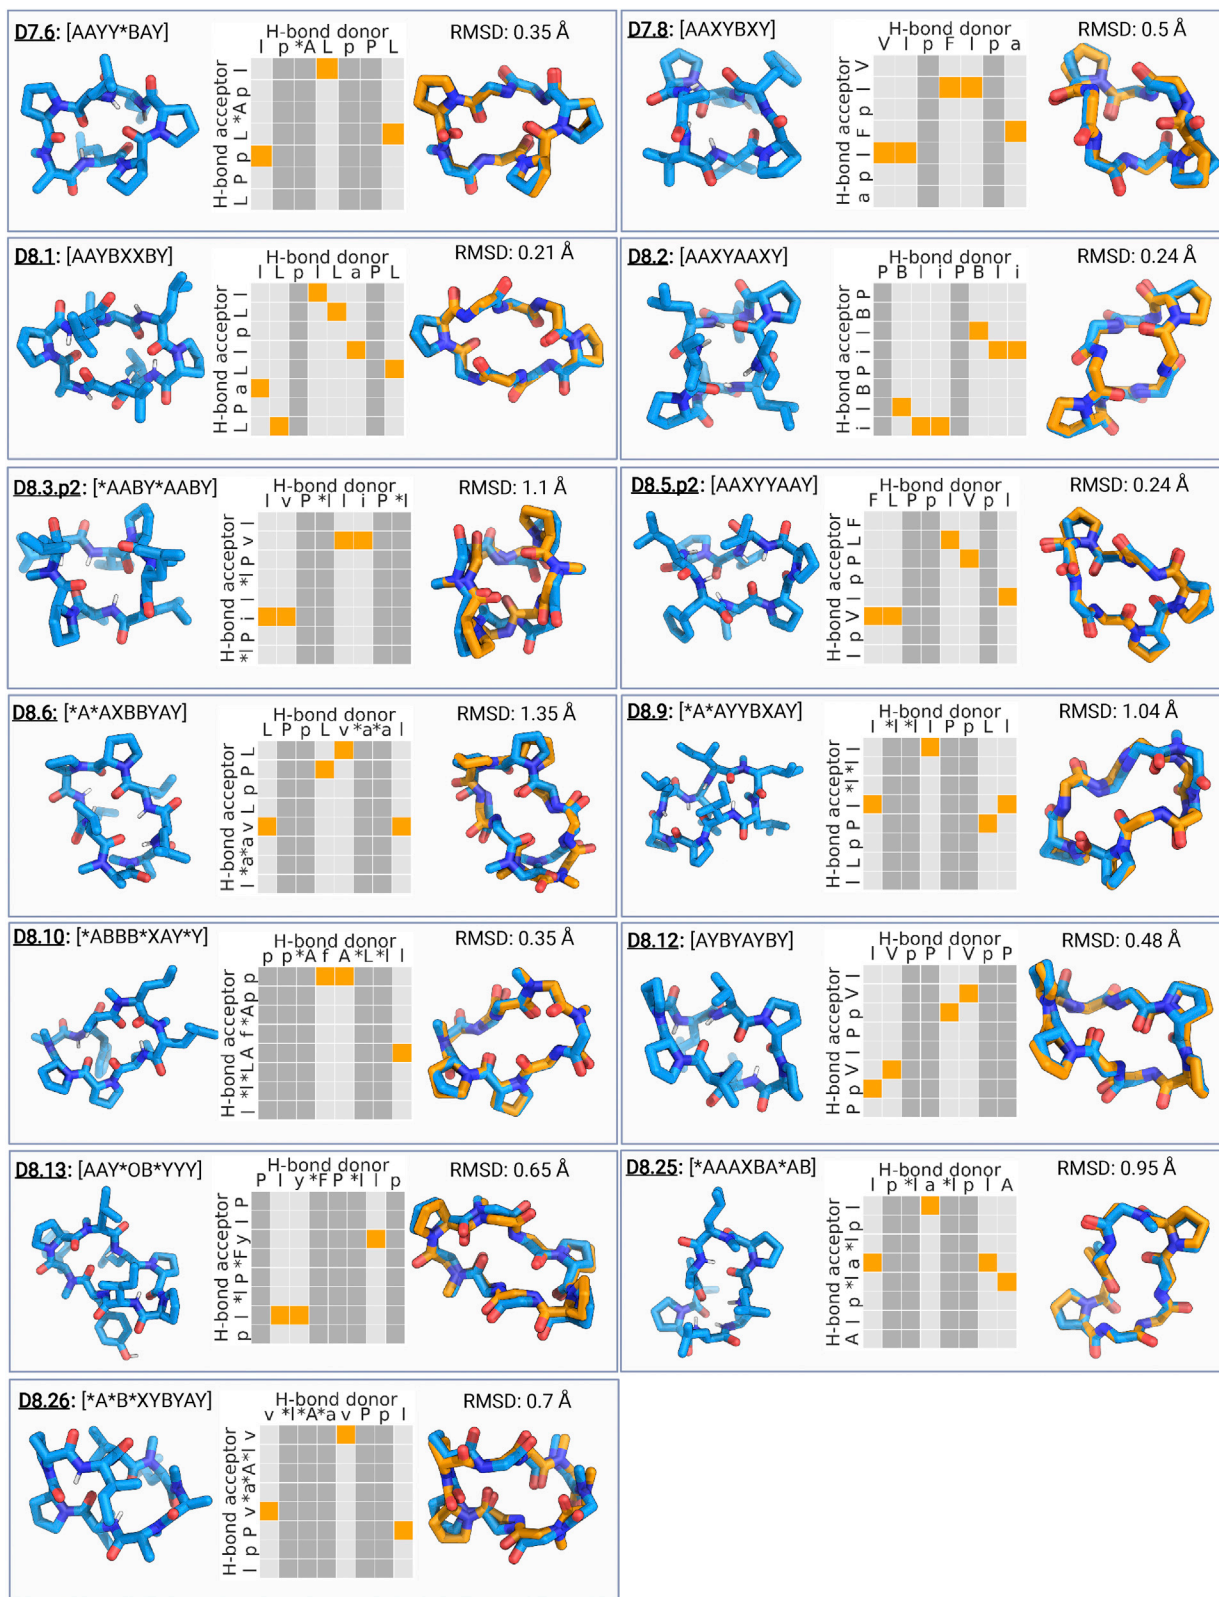 D7.6: [AAYY*BAY]
H-bond donor
RMSD: 0.35 Å
I p *A L p P L
H-bond acceptor
L P p L *A p I
D7.8: [AAXYBXY]
H-bond donor
RMSD: 0.5 Å
V I p F I p a
H-bond acceptor
a p I F p I V
D8.1: [AAYBXXBY]
H-bond donor
RMSD: 0.21 Å
I L p I L a P L
H-bond acceptor
L P a L I p L I
D8.2: [AAXYAAXY]
H-bond donor
RMSD: 0.24 Å
P B I i P B I i
H-bond acceptor
i I B P i I B P
D8.3.p2: [*AABY*AABY]
H-bond donor
RMSD: 1.1 Å
I v P *I I i P *I
H-bond acceptor
*I P i I *I P v I
D8.5.p2: [AAXYYAAY]
H-bond donor
RMSD: 0.24 Å
F L P p I V p I
H-bond acceptor
I p V I p P L F
D8.6: [*A*AXBBYAY]
H-bond donor
RMSD: 1.35 Å
L P p L v *a *a I
H-bond acceptor
I *a *a v L p P L
D8.9: [*A*AYYBXAY]
H-bond donor
RMSD: 1.04 Å
I *I *I I P p L I
H-bond acceptor
I L p P I *I *I I
D8.10: [*ABBB*XAY*Y]
H-bond donor
RMSD: 0.35 Å
p p *A f A *L *I I
H-bond acceptor
I *I *L A f *A p p
D8.12: [AYBYAYBY]
H-bond donor
RMSD: 0.48 Å
I V p P I V p P
H-bond acceptor
P p V I P p V I
D8.13: [AAY*OB*YYY]
H-bond donor
RMSD: 0.65 Å
P I y *F P *I I p
H-bond acceptor
p I *I P *F y I P
D8.25: [*AAAXBA*AB]
H-bond donor
RMSD: 0.95 Å
I p *I a *I p I A
H-bond acceptor
A I p *I a *I p I
D8.26: [*A*B*XYBYAY]
H-bond donor
RMSD: 0.7 Å
v *I *A *a v P p I
H-bond acceptor
I p P v *a *A *I v